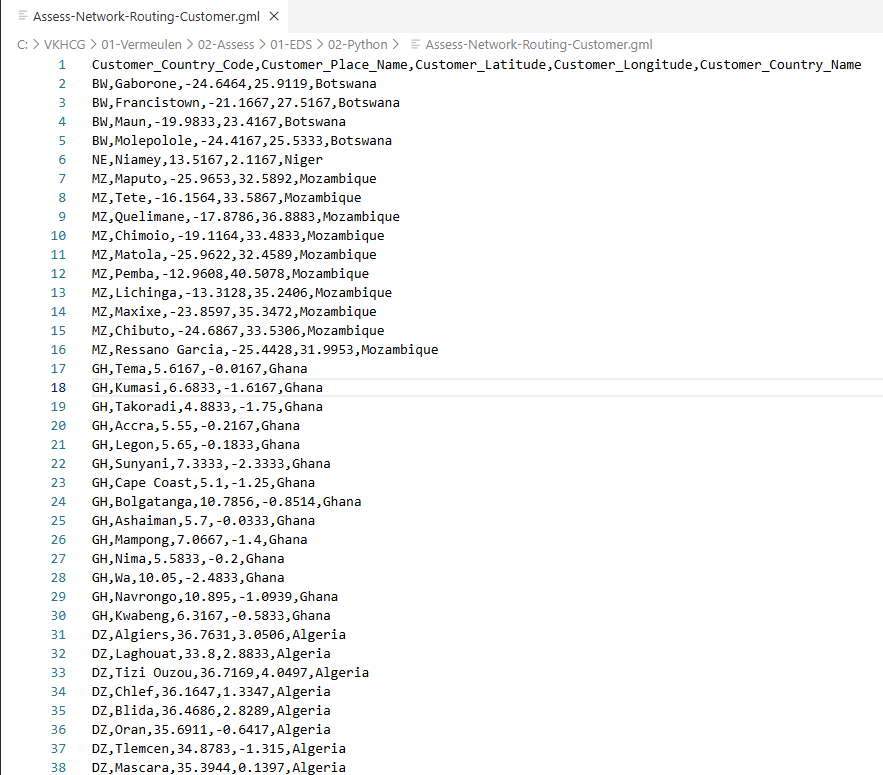 Assess-Network-Routing-Customer.gml
C: > VKHCG > 01-Vermeulen > 02-Assess > 01-EDS > 02-Python > Assess-Network-Routing-Customer.gml
1 Customer_Country_Code,Customer_Place_Name,Customer_Latitude,Customer_Longitude,Customer_Country_Name
2 BW,Gaborone,-24.6464,25.9119,Botswana
3 BW,Francistown,-21.1667,27.5167,Botswana
4 BW,Maun,-19.9833,23.4167,Botswana
5 BW,Molepolole,-24.4167,25.5333,Botswana
6 NE,Niamey,13.5167,2.1167,Niger
7 MZ,Maputo,-25.9653,32.5892,Mozambique
8 MZ,Tete,-16.1564,33.5867,Mozambique
9 MZ,Quelimane,-17.8786,36.8883,Mozambique
10 MZ,Chimoio,-19.1164,33.4833,Mozambique
11 MZ,Matola,-25.9622,32.4589,Mozambique
12 MZ,Pemba,-12.9608,40.5078,Mozambique
13 MZ,Lichinga,-13.3128,35.2406,Mozambique
14 MZ,Maxixe,-23.8597,35.3472,Mozambique
15 MZ,Chibuto,-24.6867,33.5306,Mozambique
16 MZ,Ressano Garcia,-25.4428,31.9953,Mozambique
17 GH,Tema,5.6167,-0.0167,Ghana
18 GH,Kumasi,6.6833,-1.6167,Ghana
19 GH,Takoradi,4.8833,-1.75,Ghana
20 GH,Accra,5.55,-0.2167,Ghana
21 GH,Legon,5.65,-0.1833,Ghana
22 GH,Sunyani,7.3333,-2.3333,Ghana
23 GH,Cape Coast,5.1,-1.25,Ghana
24 GH,Bolgatanga,10.7856,-0.8514,Ghana
25 GH,Ashaiman,5.7,-0.0333,Ghana
26 GH,Mampong,7.0667,-1.4,Ghana
27 GH,Nima,5.5833,-0.2,Ghana
28 GH,Wa,10.05,-2.4833,Ghana
29 GH,Navrongo,10.895,-1.0939,Ghana
30 GH,Kwabeng,6.3167,-0.5833,Ghana
31 DZ,Algiers,36.7631,3.0506,Algeria
32 DZ,Laghouat,33.8,2.8833,Algeria
33 DZ,Tizi Ouzou,36.7169,4.0497,Algeria
34 DZ,Chlef,36.1647,1.3347,Algeria
35 DZ,Blida,36.4686,2.8289,Algeria
36 DZ,Oran,35.6911,-0.6417,Algeria
37 DZ,Tlemcen,34.8783,-1.315,Algeria
38 DZ,Mascara,35.3944,0.1397,Algeria